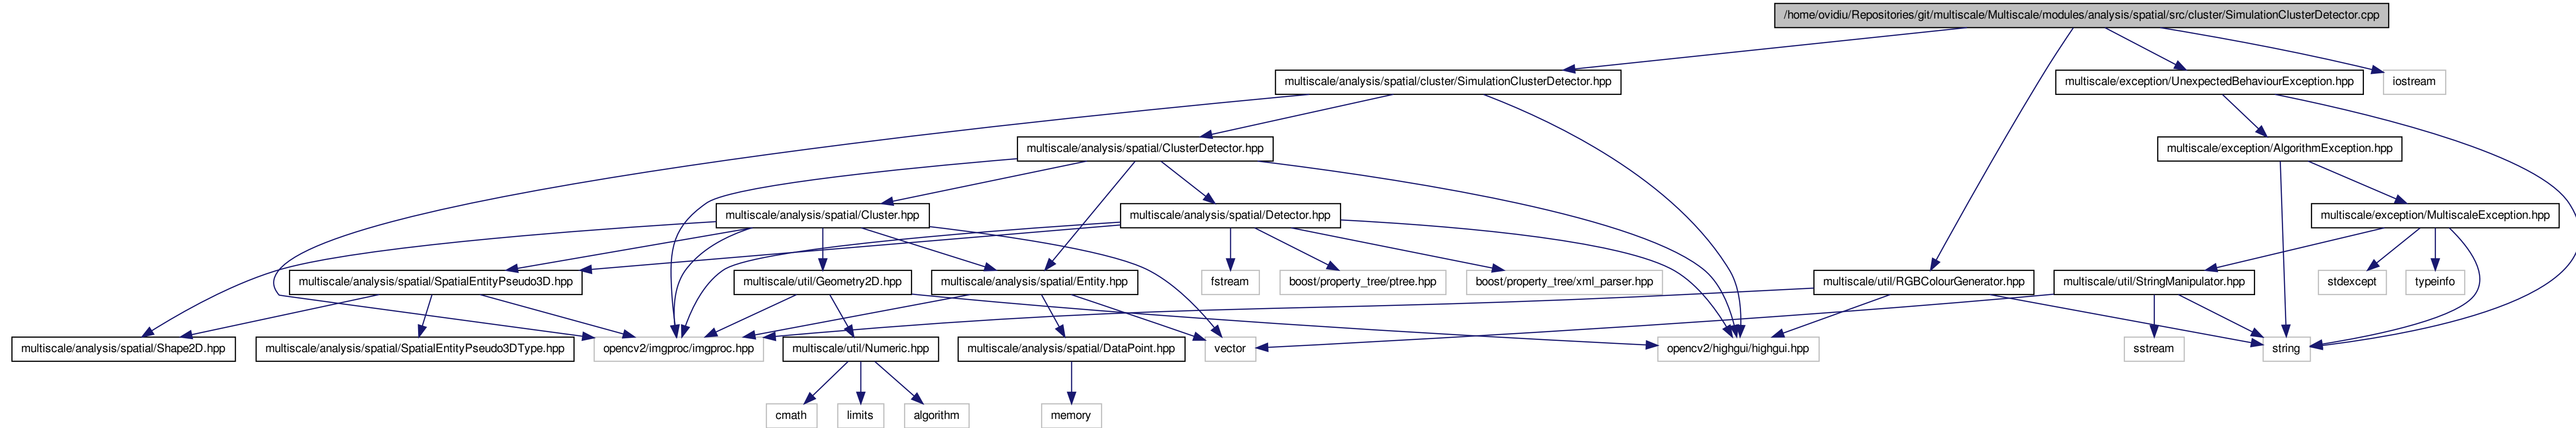 /home/ovidiu/Repositories/git/multiscale/Multiscale/modules/analysis/spatial/src/cluster/SimulationClusterDetector.cpp
multiscale/analysis/spatial/cluster/SimulationClusterDetector.hpp
multiscale/exception/UnexpectedBehaviourException.hpp
iostream
multiscale/analysis/spatial/ClusterDetector.hpp
multiscale/exception/AlgorithmException.hpp
multiscale/analysis/spatial/Cluster.hpp
multiscale/analysis/spatial/Detector.hpp
multiscale/exception/MultiscaleException.hpp
multiscale/analysis/spatial/SpatialEntityPseudo3D.hpp
multiscale/util/Geometry2D.hpp
multiscale/analysis/spatial/Entity.hpp
fstream
boost/property_tree/ptree.hpp
boost/property_tree/xml_parser.hpp
multiscale/util/RGBColourGenerator.hpp
multiscale/util/StringManipulator.hpp
stdexcept
typeinfo
multiscale/analysis/spatial/Shape2D.hpp
multiscale/analysis/spatial/SpatialEntityPseudo3DType.hpp
opencv2/imgproc/imgproc.hpp
multiscale/util/Numeric.hpp
multiscale/analysis/spatial/DataPoint.hpp
vector
opencv2/highgui/highgui.hpp
sstream
string
cmath
limits
algorithm
memory